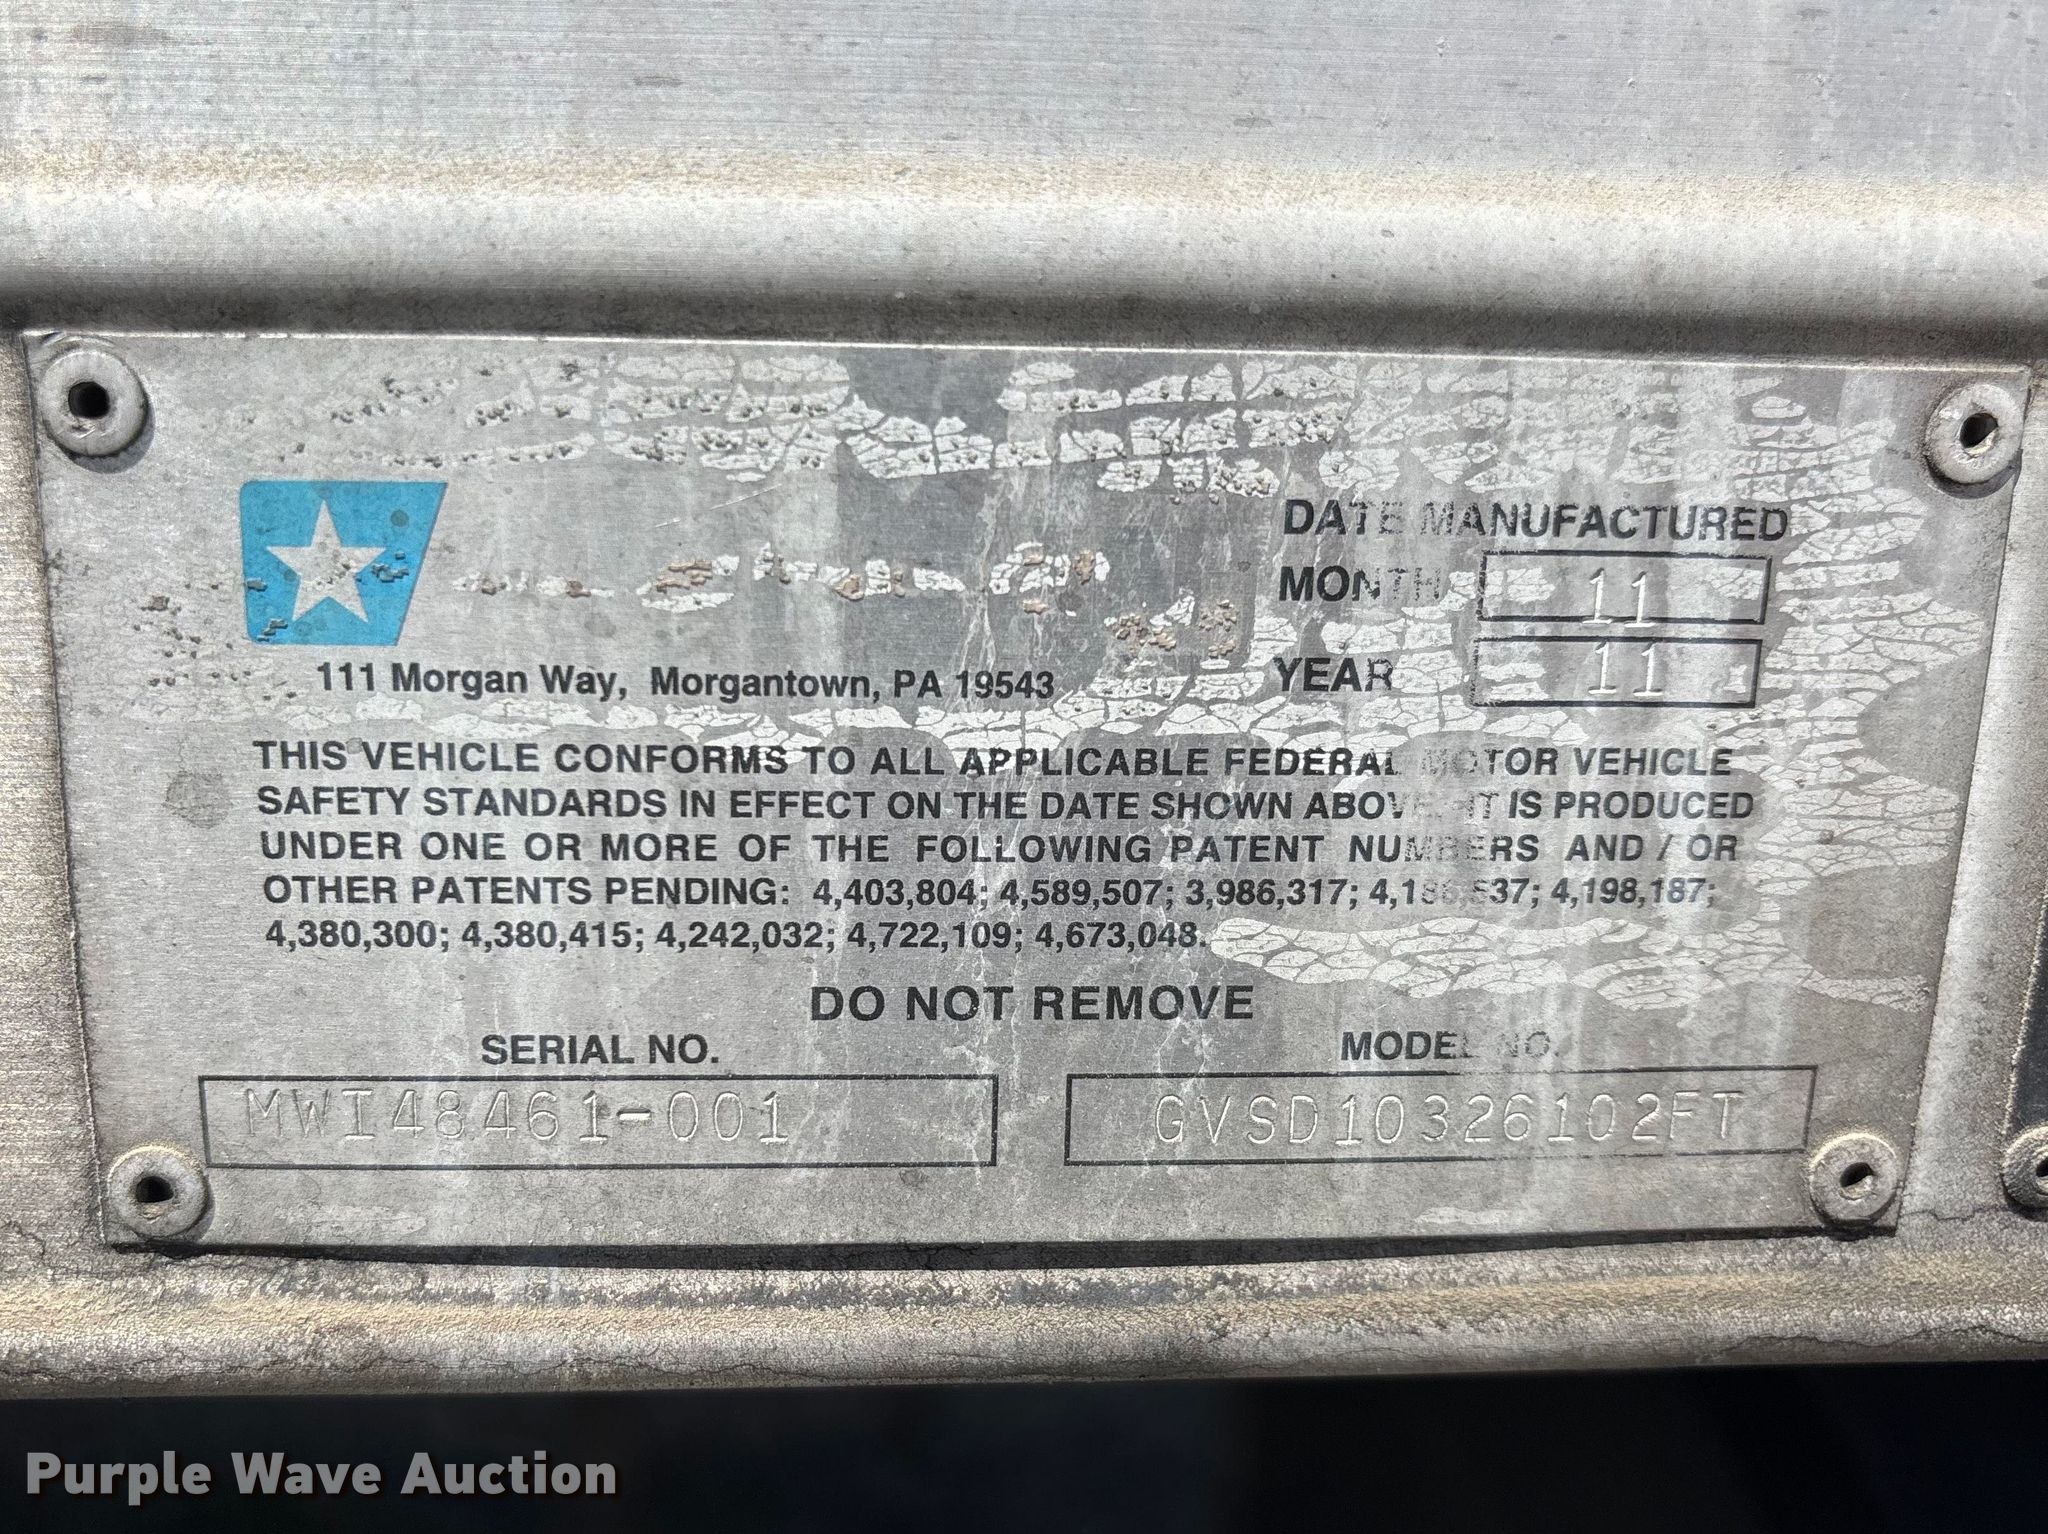 DATE MANUFACTURED
MONTH 11
YEAR 11
111 Morgan Way, Morgantown, PA 19543
THIS VEHICLE CONFORMS TO ALL APPLICABLE FEDERAL MOTOR VEHICLE
SAFETY STANDARDS IN EFFECT ON THE DATE SHOWN ABOVE. IT IS PRODUCED
UNDER ONE OR MORE OF THE FOLLOWING PATENT NUMBERS AND / OR
OTHER PATENTS PENDING: 4,403,804; 4,589,507; 3,986,317; 4,198,187;
4,380,300; 4,380,415; 4,242,032; 4,722,109; 4,673,048.
DO NOT REMOVE
SERIAL NO. MODEL NO.
MWI48461-001 GVSD10326102FT
Purple Wave Auction